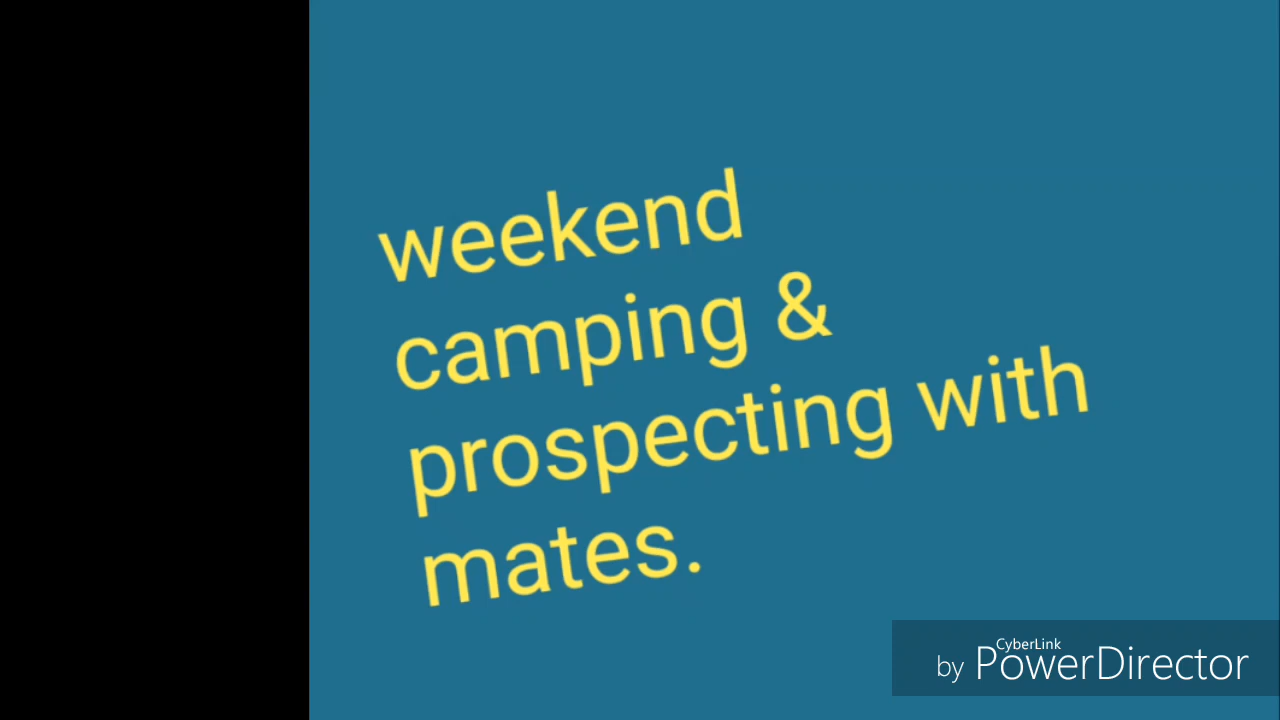 weekend
camping &
prospecting with
mates.
CyberLink
by PowerDirector